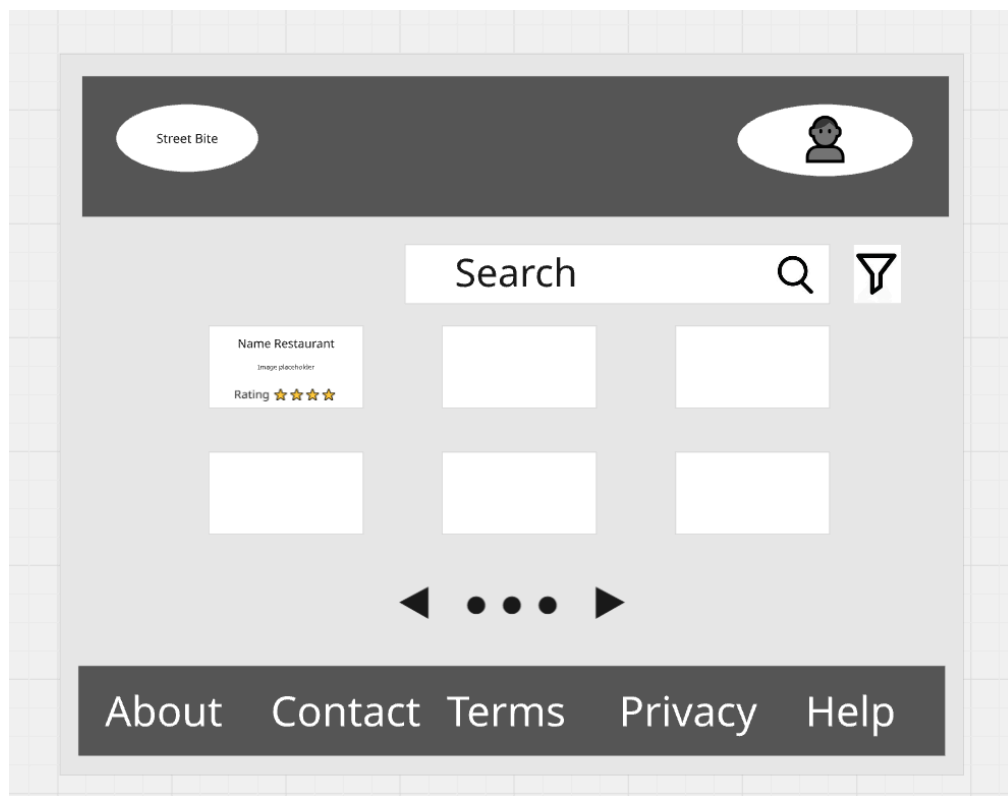 Street Bite
Search
Name Restaurant
Image placeholder
Rating
About Contact Terms Privacy Help